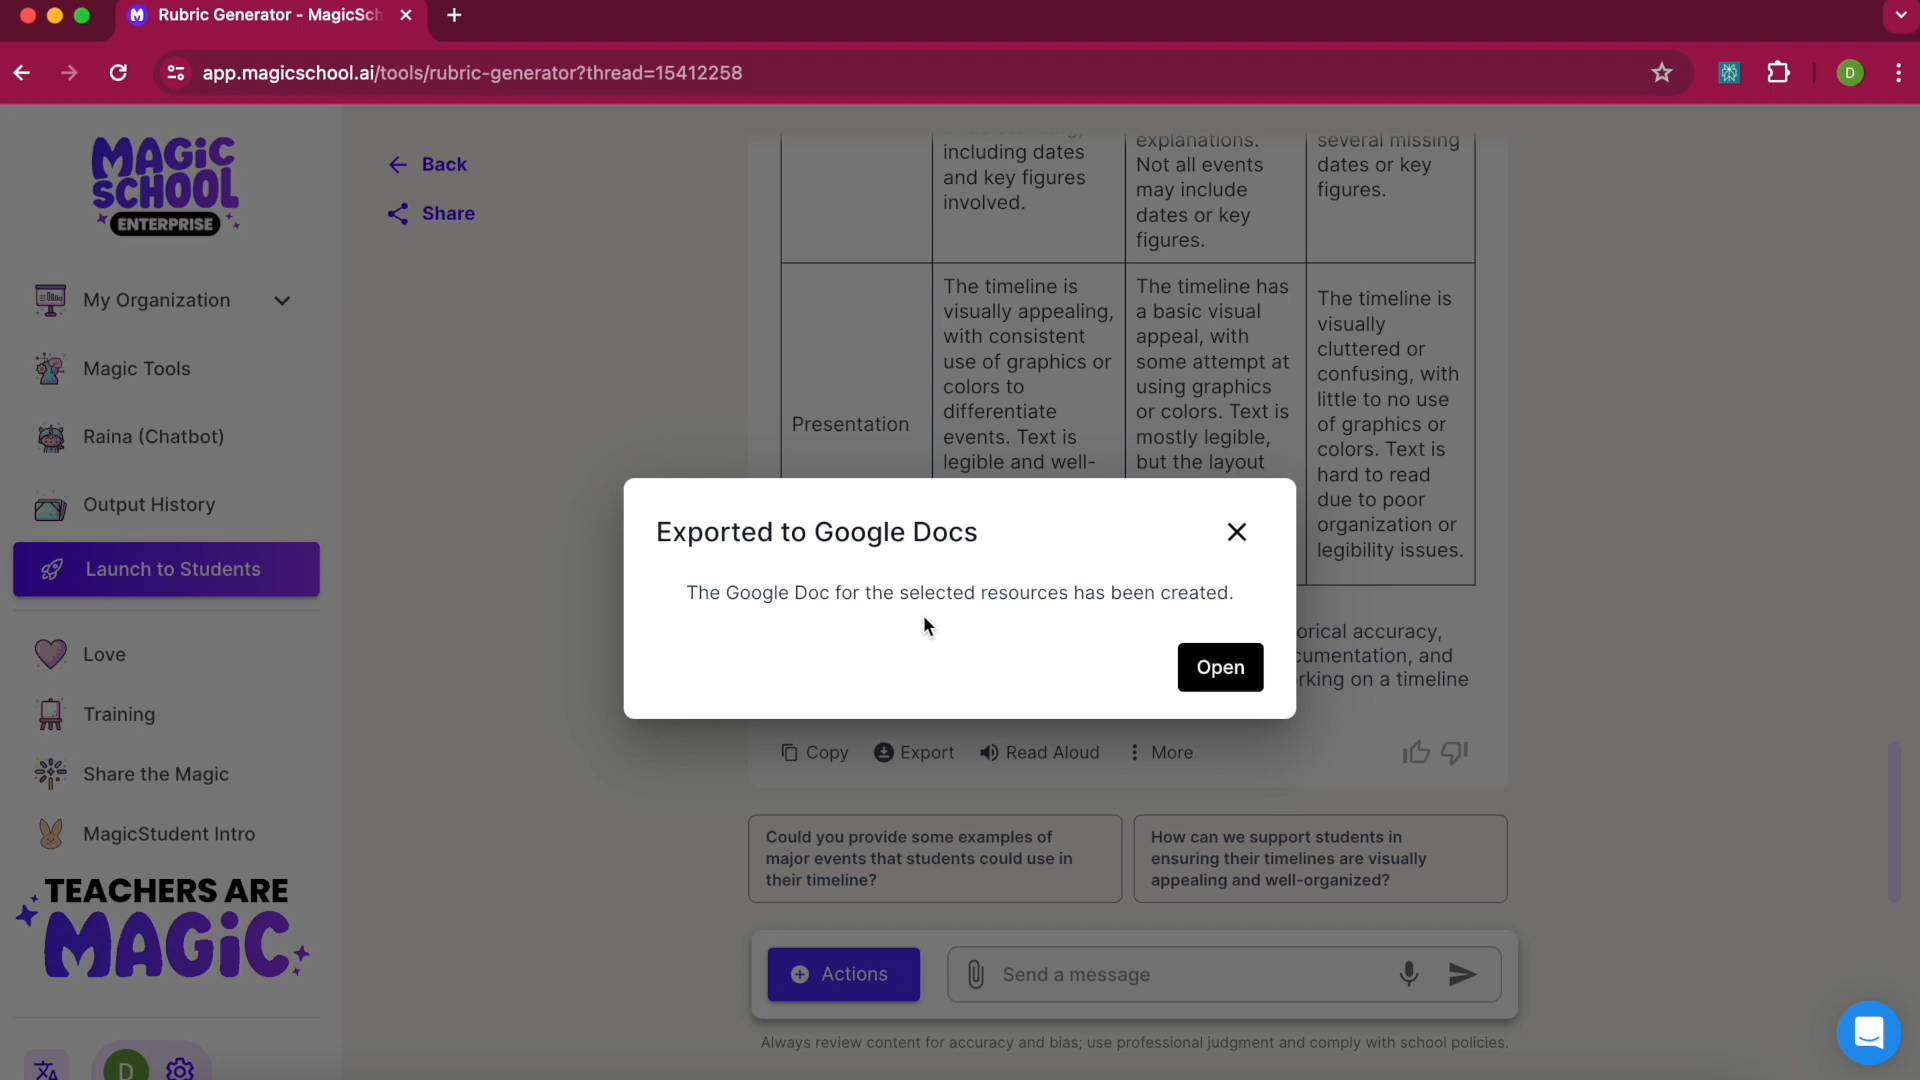 Rubric Generator - MagicSch
app.magicschool.ai/tools/rubric-generator?thread=15412258
D
MAGIC
SCHOOL
ENTERPRISE
My Organization
Magic Tools
Raina (Chatbot)
Output History
Launch to Students
Love
Training
Share the Magic
MagicStudent Intro
TEACHERS ARE
MAGIC
D
Back
Share
including dates
and key figures
involved.
explanations.
Not all events
may include
dates or key
figures.
several missing
dates or key
figures.
Presentation
The timeline is
visually appealing,
with consistent
use of graphics or
colors to
differentiate
events. Text is
legible and well-
The timeline has
a basic visual
appeal, with
some attempt at
using graphics
or colors. Text is
mostly legible,
but the layout
The timeline is
visually
cluttered or
confusing, with
little to no use
of graphics or
colors. Text is
hard to read
due to poor
organization or
legibility issues.
Exported to Google Docs
The Google Doc for the selected resources has been created.
Open
orical accuracy,
cumentation, and
rking on a timeline
Copy
Export
Read Aloud
More
Could you provide some examples of
major events that students could use in
their timeline?
How can we support students in
ensuring their timelines are visually
appealing and well-organized?
Actions
Send a message
Always review content for accuracy and bias; use professional judgment and comply with school policies.